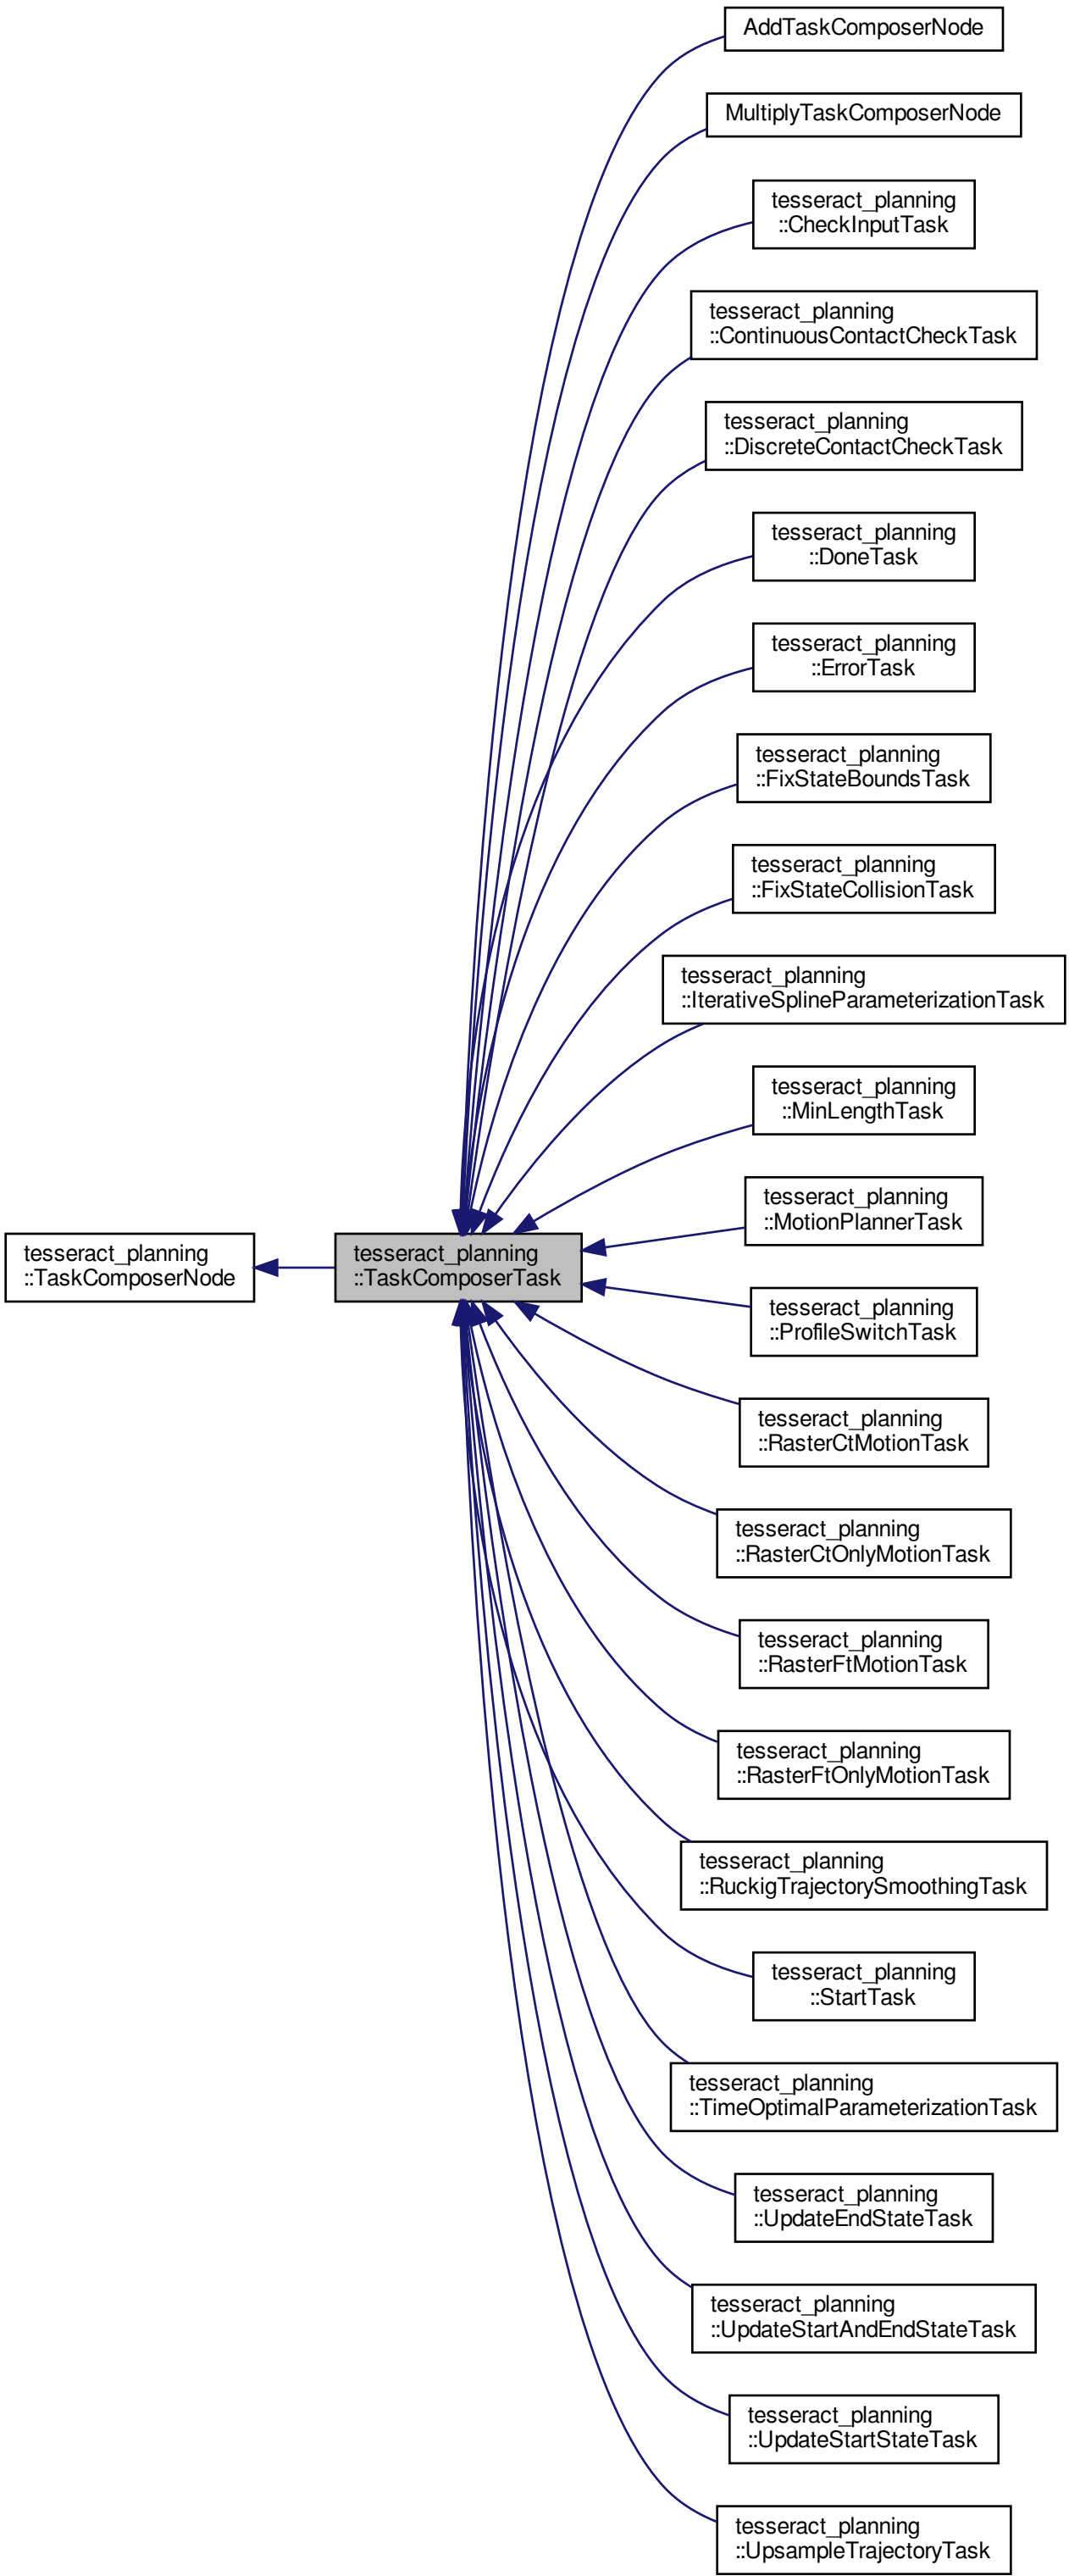 AddTaskComposerNode
MultiplyTaskComposerNode
tesseract_planning
::CheckInputTask
tesseract_planning
::ContinuousContactCheckTask
tesseract_planning
::DiscreteContactCheckTask
tesseract_planning
::DoneTask
tesseract_planning
::ErrorTask
tesseract_planning
::FixStateBoundsTask
tesseract_planning
::FixStateCollisionTask
tesseract_planning
::IterativeSplineParameterizationTask
tesseract_planning
::MinLengthTask
tesseract_planning
::MotionPlannerTask
tesseract_planning
::TaskComposerNode
tesseract_planning
::TaskComposerTask
tesseract_planning
::ProfileSwitchTask
tesseract_planning
::RasterCtMotionTask
tesseract_planning
::RasterCtOnlyMotionTask
tesseract_planning
::RasterFtMotionTask
tesseract_planning
::RasterFtOnlyMotionTask
tesseract_planning
::RuckigTrajectorySmoothingTask
tesseract_planning
::StartTask
tesseract_planning
::TimeOptimalParameterizationTask
tesseract_planning
::UpdateEndStateTask
tesseract_planning
::UpdateStartAndEndStateTask
tesseract_planning
::UpdateStartStateTask
tesseract_planning
::UpsampleTrajectoryTask